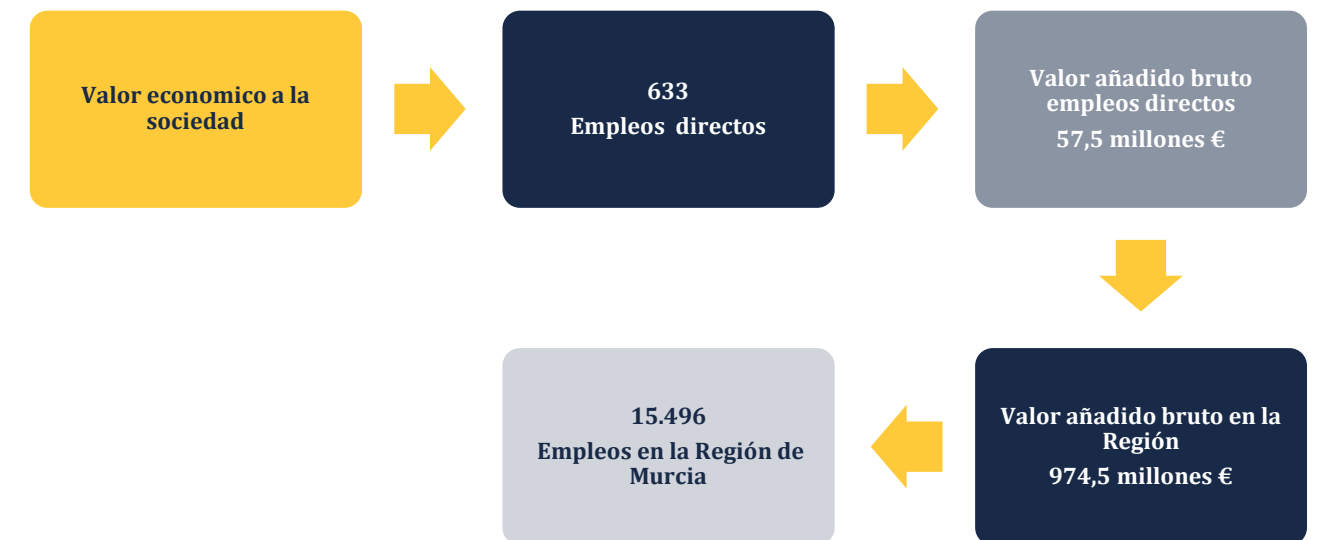 Valor economico a la
sociedad
633
Empleos directos
Valor añadido bruto
empleos directos
57,5 millones €
Valor añadido bruto en la
Región
974,5 millones €
15.496
Empleos en la Región de
Murcia